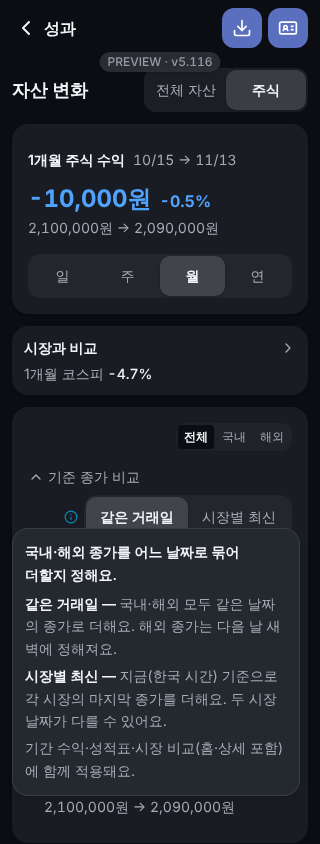 성과
PREVIEW · v5.116
자산 변화
전체 자산
주식
1개월 주식 수익 10/15 → 11/13
-10,000원 -0.5%
2,100,000원 → 2,090,000원
일
주
월
연
시장과 비교
1개월 코스피 -4.7%
전체
국내
해외
기준 종가 비교
같은 거래일
시장별 최신
국내·해외 종가를 어느 날짜로 묶어
더할지 정해요.
같은 거래일 — 국내·해외 모두 같은 날짜
의 종가로 더해요. 해외 종가는 다음 날 새
벽에 정해져요.
시장별 최신 — 지금(한국 시간) 기준으로
각 시장의 마지막 종가를 더해요. 두 시장
날짜가 다를 수 있어요.
기간 수익·성적표·시장 비교(홈·상세 포함)
에 함께 적용돼요.
2,100,000원 → 2,090,000원